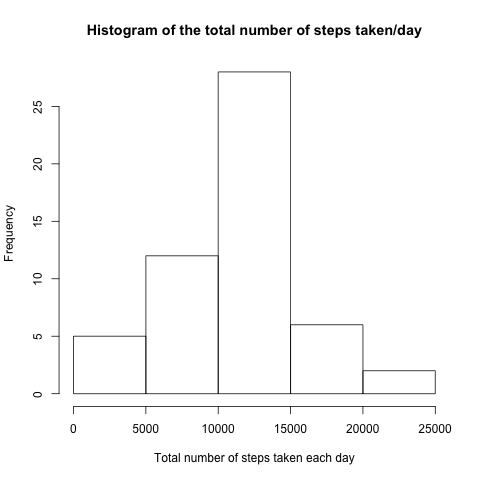 Histogram of the total number of steps taken/day
Frequency
25
20
15
10
5
0
0 5000 10000 15000 20000 25000
Total number of steps taken each day